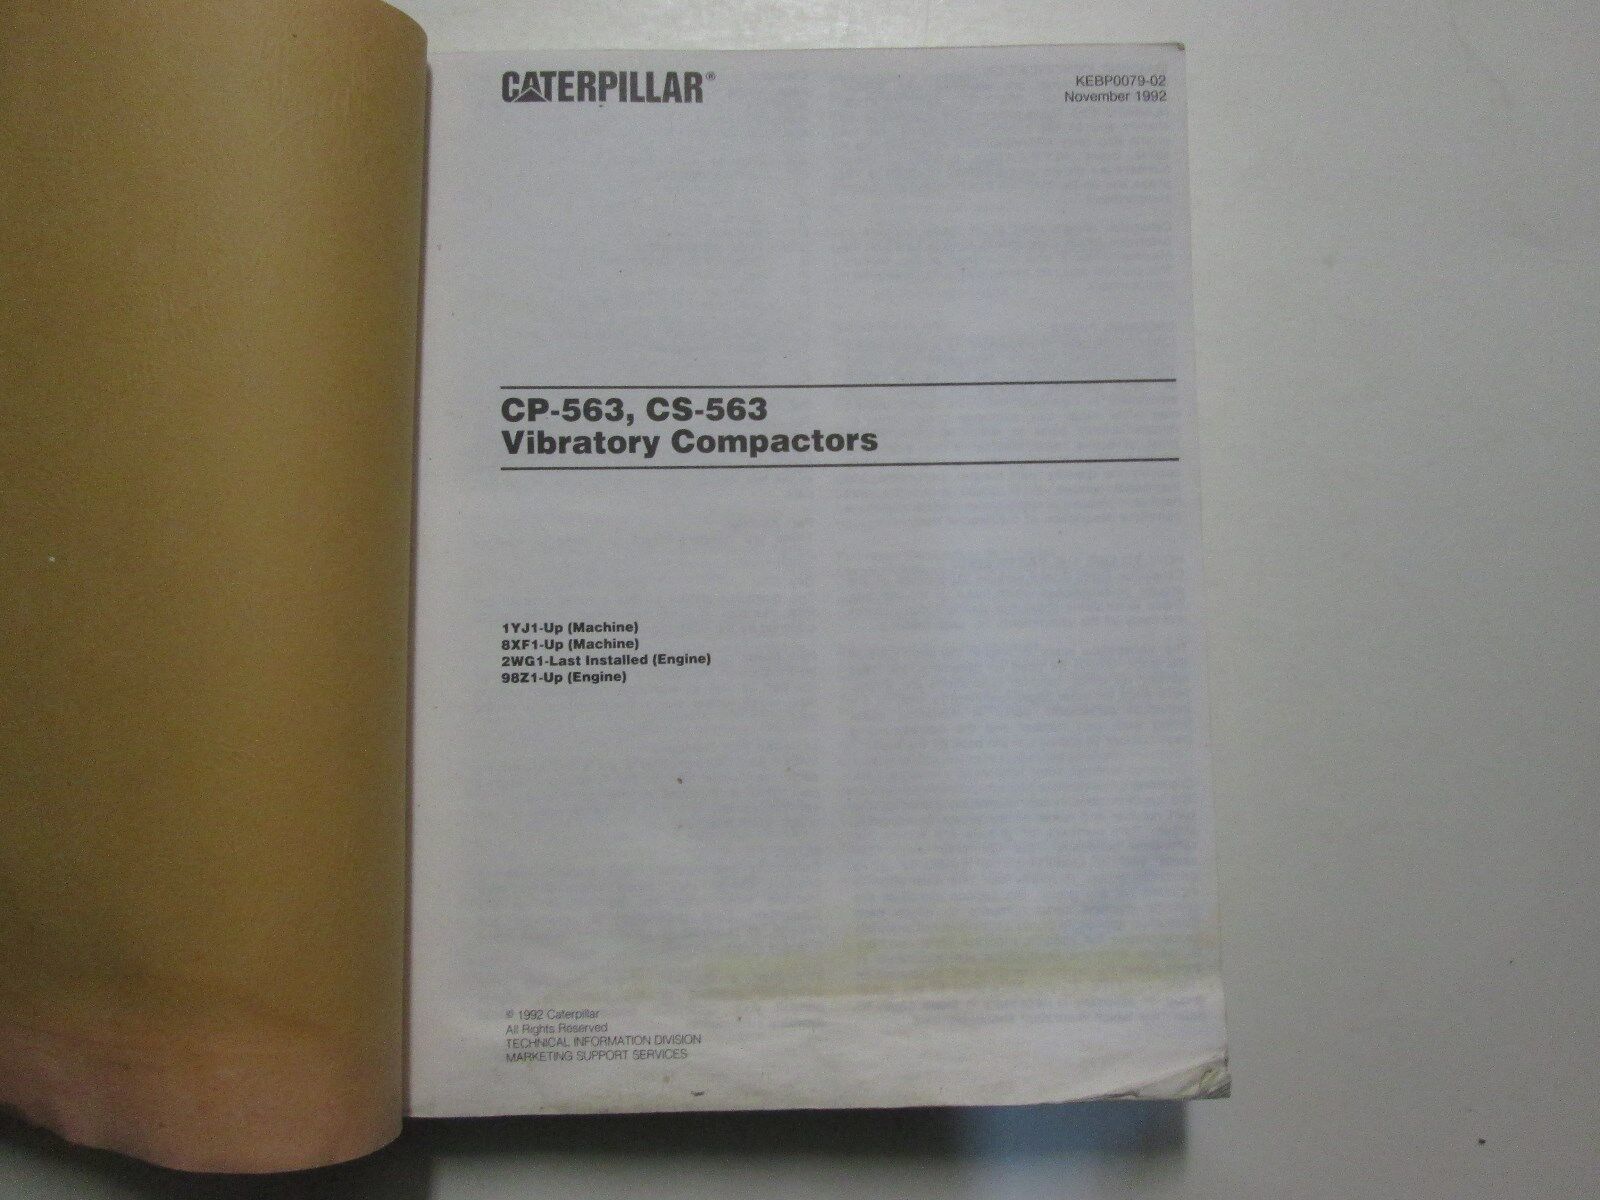 CATERPILLAR®
KEBP0079-02
November 1992
CP-563, CS-563
Vibratory Compactors
1YJ1-Up (Machine)
8XF1-Up (Machine)
2WG1-Last Installed (Engine)
98Z1-Up (Engine)
© 1992 Caterpillar
All Rights Reserved
TECHNICAL INFORMATION DIVISION
MARKETING SUPPORT SERVICES